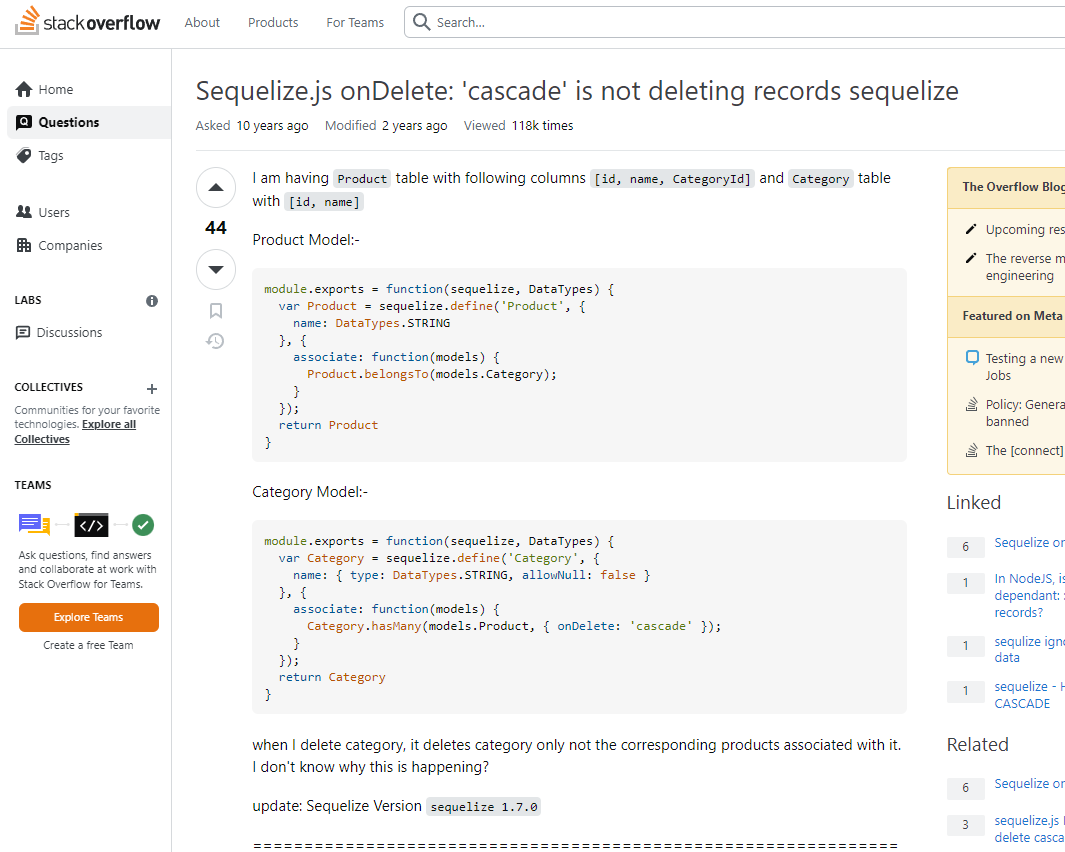 stackoverflow About Products For Teams Search...
Home
Questions
Tags
Users
Companies
LABS
Discussions
COLLECTIVES
Communities for your favorite
technologies. Explore all
Collectives
TEAMS
</>
Ask questions, find answers
and collaborate at work with
Stack Overflow for Teams.
Explore Teams
Create a free Team
Sequelize.js onDelete: 'cascade' is not deleting records sequelize
Asked 10 years ago Modified 2 years ago Viewed 118k times
44
I am having Product table with following columns [id, name, CategoryId] and Category table
with [id, name]
Product Model:-
module.exports = function(sequelize, DataTypes) {
  var Product = sequelize.define('Product', {
    name: DataTypes.STRING
  }, {
    associate: function(models) {
      Product.belongsTo(models.Category);
    }
  });
  return Product
}
Category Model:-
module.exports = function(sequelize, DataTypes) {
  var Category = sequelize.define('Category', {
    name: { type: DataTypes.STRING, allowNull: false }
  }, {
    associate: function(models) {
      Category.hasMany(models.Product, { onDelete: 'cascade' });
    }
  });
  return Category
}
when I delete category, it deletes category only not the corresponding products associated with it.
I don't know why this is happening?
update: Sequelize Version sequelize 1.7.0
================================================================
The Overflow Blog
Upcoming res
The reverse m
engineering
Featured on Meta
Testing a new
Jobs
Policy: Genera
banned
The [connect]
Linked
6 Sequelize on
1 In NodeJS, is
dependant:
records?
1 sequlize igno
data
1 sequelize - H
CASCADE
Related
6 Sequelize on
3 sequelize.js
delete casca